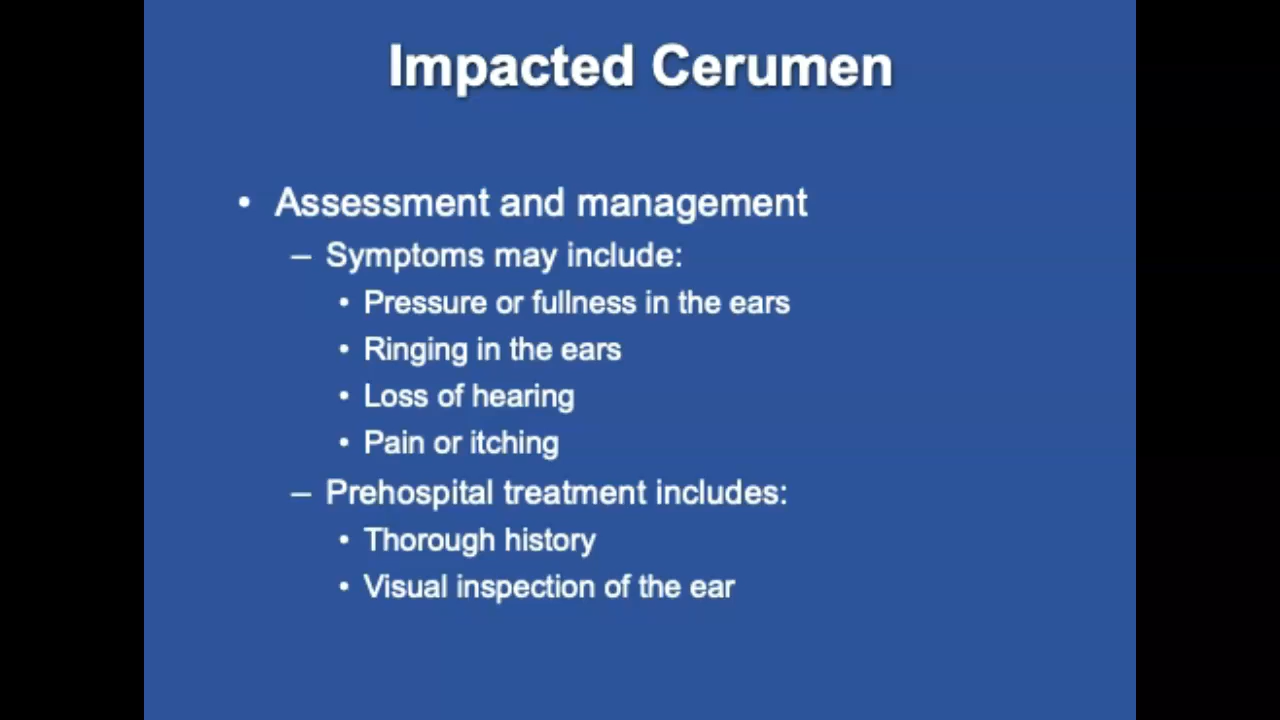 Impacted Cerumen
• Assessment and management
– Symptoms may include:
• Pressure or fullness in the ears
• Ringing in the ears
• Loss of hearing
• Pain or itching
– Prehospital treatment includes:
• Thorough history
• Visual inspection of the ear